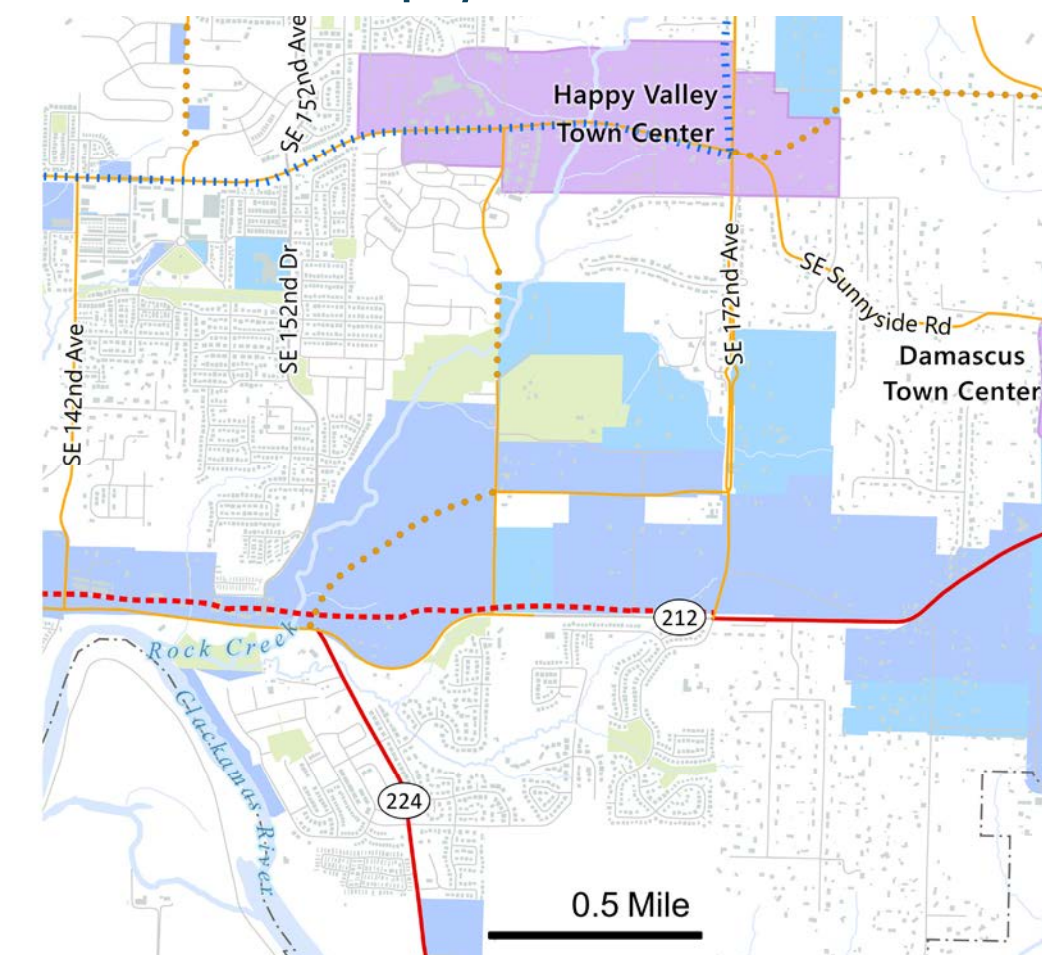 SE 152nd Ave
Happy Valley
Town Center
SE 172nd Ave
SE Sunnyside Rd
SE 152nd Dr
SE 142nd Ave
Damascus
Town Center
212
Rock Creek
Clackamas River
224
0.5 Mile